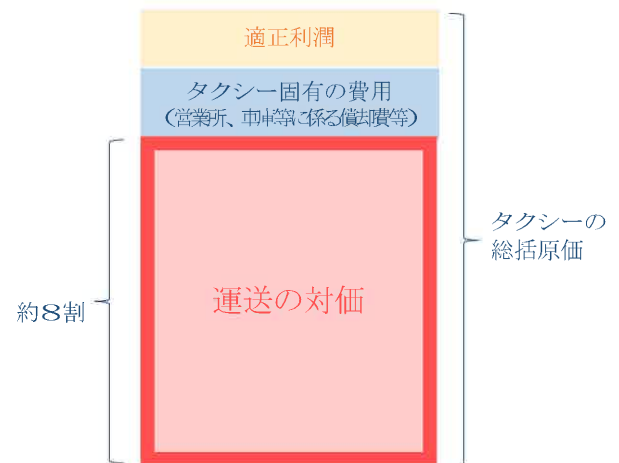 適正利潤
タクシー固有の費用
（営業所、車庫等に係る償却費等）
運送の対価
約８割
タクシーの
総括原価